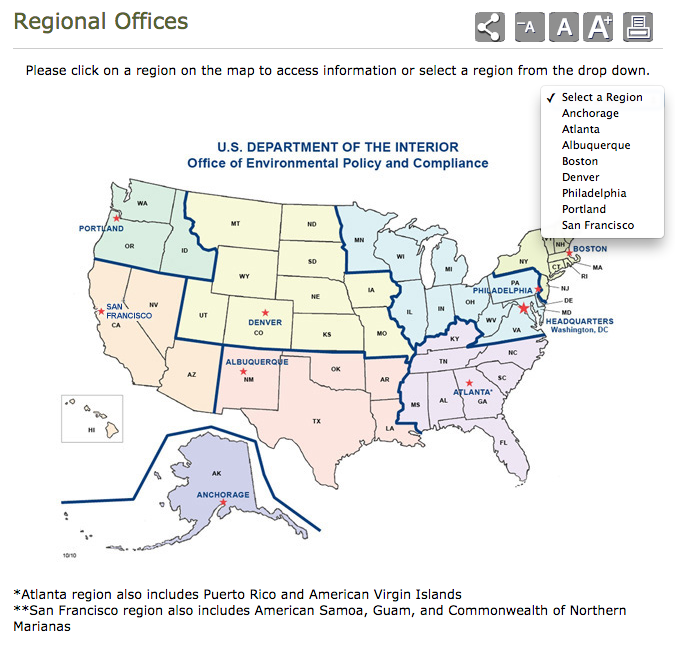 Regional Offices
-A A A+
Please click on a region on the map to access information or select a region from the drop down.
✓ Select a Region
Anchorage
Atlanta
Albuquerque
Boston
Denver
Philadelphia
Portland
San Francisco
U.S. DEPARTMENT OF THE INTERIOR
Office of Environmental Policy and Compliance
WA
PORTLAND
OR
ID
MT
ND
MN
WI
MI
SD
WY
NE
IA
IL
IN
OH
PA
NY
NH
BOSTON
CT
MA
RI
PHILADELPHIA
NJ
DE
MD
HEADQUARTERS
Washington, DC
WV
VA
SAN
FRANCISCO
CA
NV
UT
DENVER
CO
KS
MO
KY
NC
TN
SC
ATLANTA*
GA
AL
MS
FL
AZ
ALBUQUERQUE
NM
OK
AR
TX
LA
HI
AK
ANCHORAGE
10/10
*Atlanta region also includes Puerto Rico and American Virgin Islands
**San Francisco region also includes American Samoa, Guam, and Commonwealth of Northern
Marianas